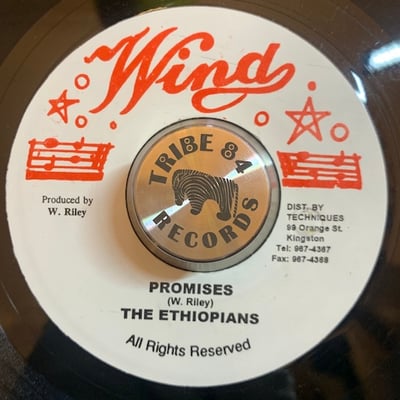 Wind
TRIBE 84
RECORDS
Produced by
W. Riley
DIST. BY
TECHNIQUES
99 Orange St.
Kingston
Tel: 967-4367
Fax: 967-4368
PROMISES
(W. Riley)
THE ETHIOPIANS
All Rights Reserved